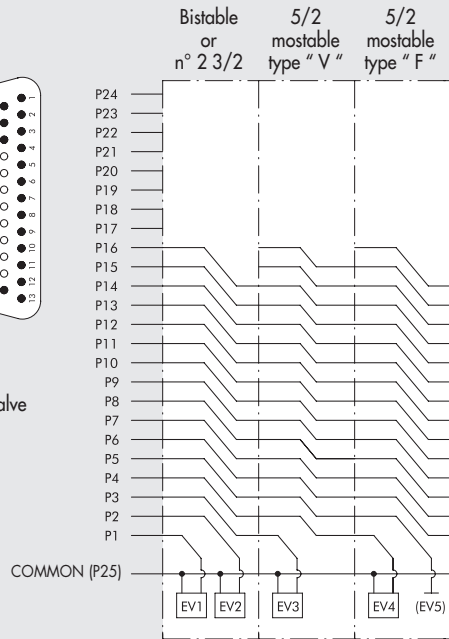 Bistable
or
n° 2 3/2
5/2
mostable
type " V "
5/2
mostable
type " F "
1
2
3
4
5
6
7
8
9
10
11
12
13
alve
P24
P23
P22
P21
P20
P19
P18
P17
P16
P15
P14
P13
P12
P11
P10
P9
P8
P7
P6
P5
P4
P3
P2
P1
COMMON (P25)
EV1
EV2
EV3
EV4
(EV5)